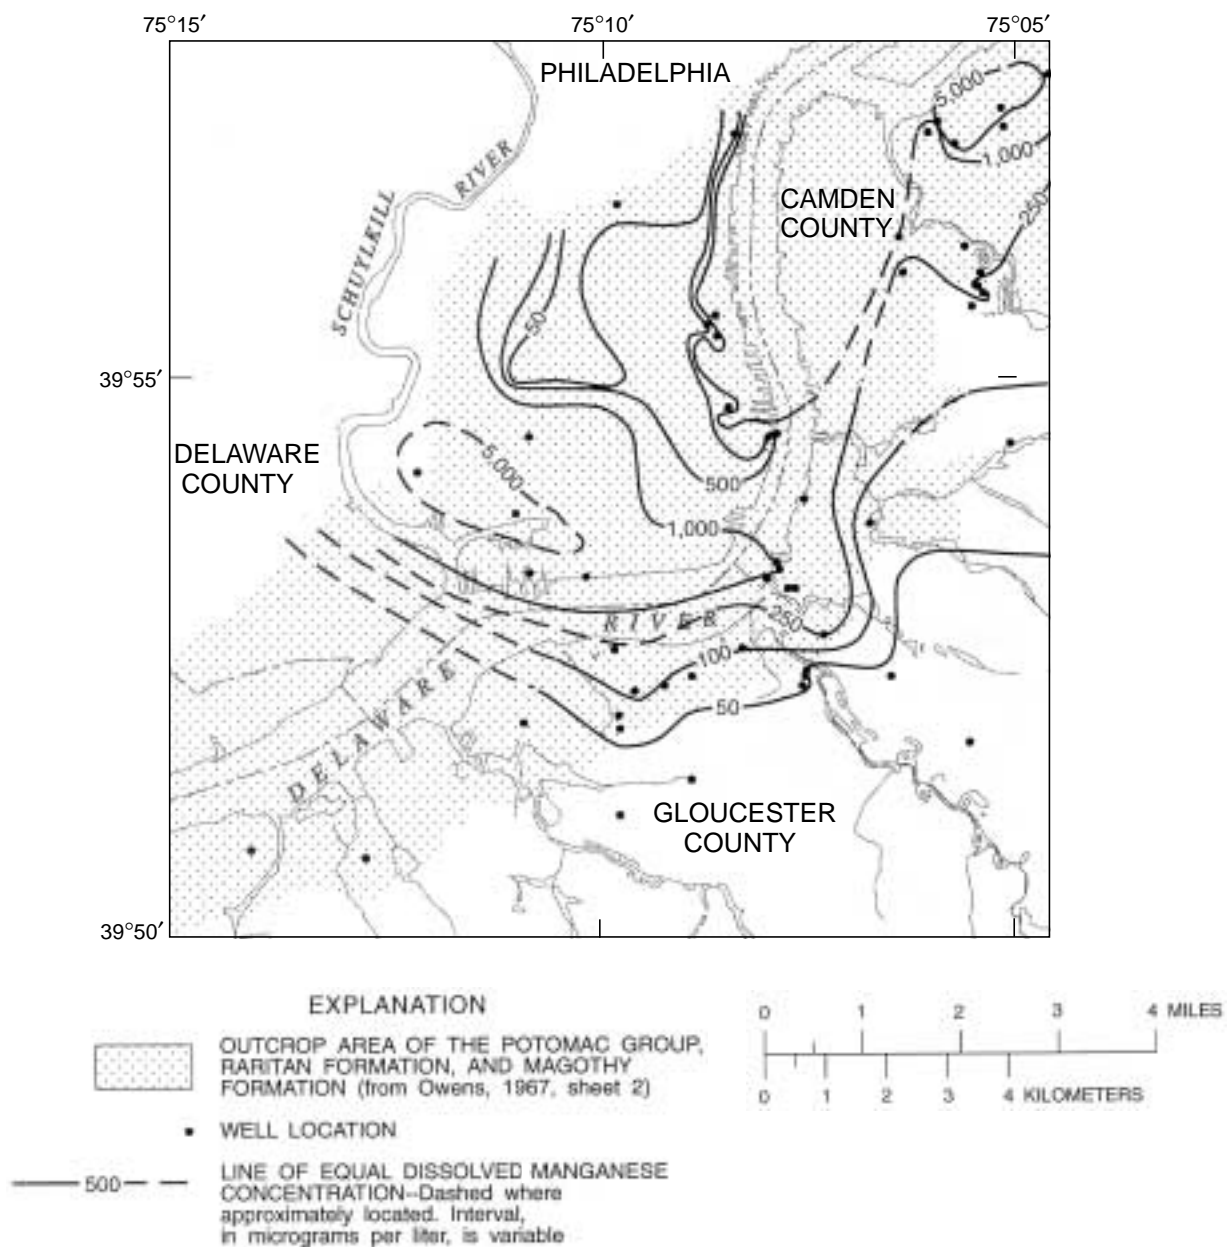 75°15′ 75°10′ 75°05′
PHILADELPHIA
5,000
1,000
SCHUYLKILL RIVER
CAMDEN
COUNTY
250
50
39°55′
DELAWARE
COUNTY
5,000
500
1,000
DELAWARE RIVER
250
100
50
GLOUCESTER
COUNTY
39°50′
EXPLANATION
OUTCROP AREA OF THE POTOMAC GROUP,
RARITAN FORMATION, AND MAGOTHY
FORMATION (from Owens, 1967, sheet 2)
WELL LOCATION
500
LINE OF EQUAL DISSOLVED MANGANESE
CONCENTRATION--Dashed where
approximately located. Interval,
in micrograms per liter, is variable
0 1 2 3 4 MILES
0 1 2 3 4 KILOMETERS